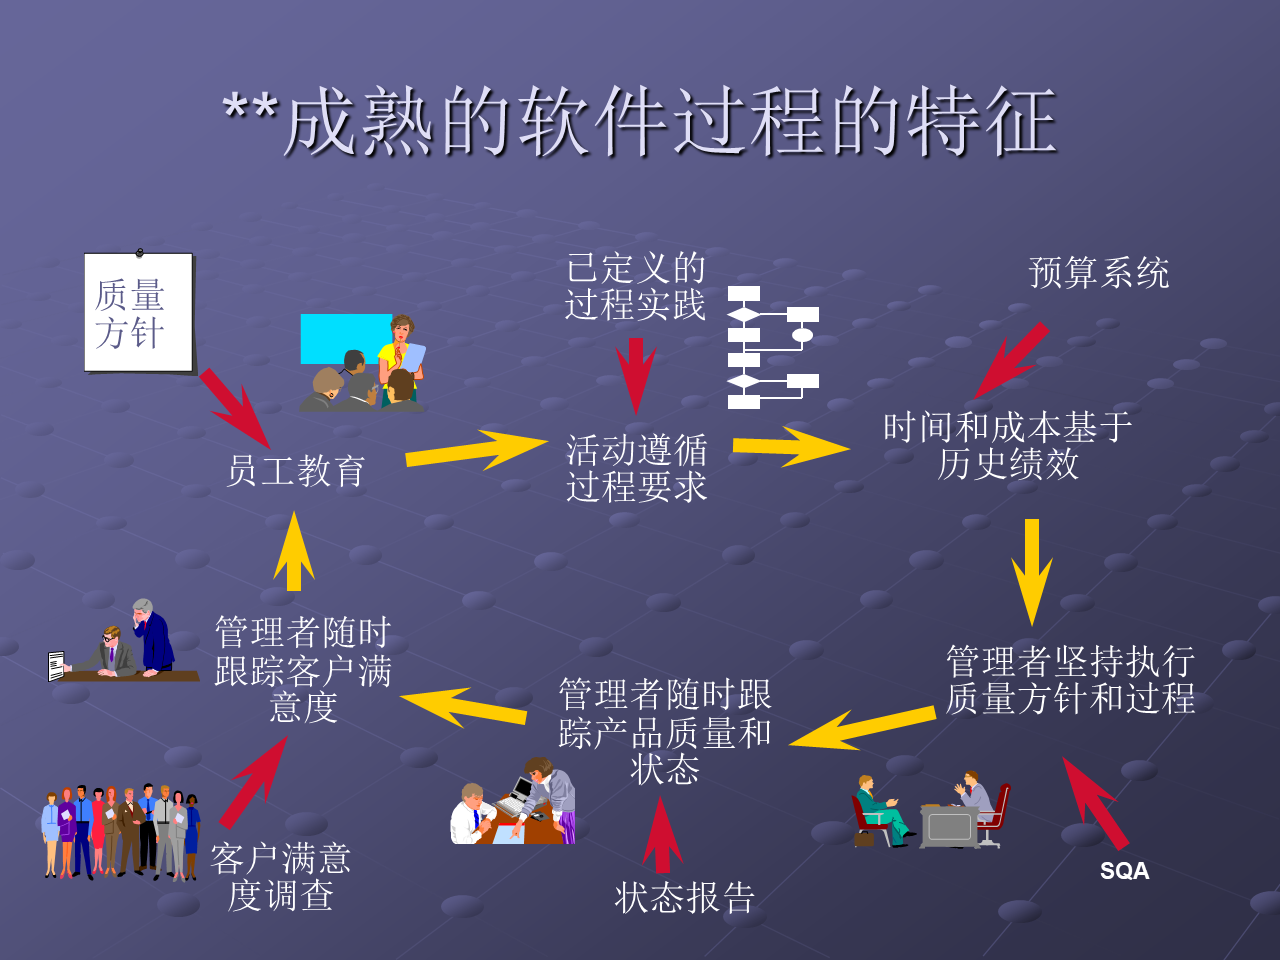 **成熟的软件过程的特征
质量
方针
已定义的
过程实践
预算系统
员工教育
活动遵循
过程要求
时间和成本基于
历史绩效
管理者随时
跟踪客户满
意度
管理者随时跟
踪产品质量和
状态
管理者坚持执行
质量方针和过程
客户满意
度调查
状态报告
SQA